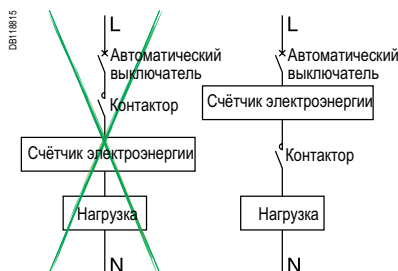 DB118815
L
Автоматический
выключатель
Контактор
Счётчик электроэнергии
Нагрузка
N
L
Автоматический
выключатель
Счётчик электроэнергии
Контактор
Нагрузка
N